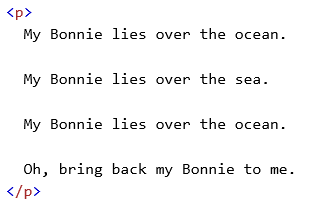 <p>
My Bonnie lies over the ocean.
My Bonnie lies over the sea.
My Bonnie lies over the ocean.
Oh, bring back my Bonnie to me.
</p>